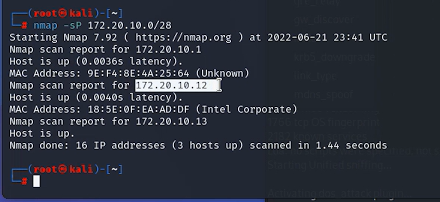 (root㉿kali)-[~]
# nmap -sP 172.20.10.0/28
Starting Nmap 7.92 ( https://nmap.org ) at 2022-06-21 23:41 UTC
Nmap scan report for 172.20.10.1
Host is up (0.0036s latency).
MAC Address: 9E:F4:8E:4A:25:64 (Unknown)
Nmap scan report for 172.20.10.12
Host is up (0.0040s latency).
MAC Address: 18:5E:0F:EA:AD:DF (Intel Corporate)
Nmap scan report for 172.20.10.13
Host is up.
Nmap done: 16 IP addresses (3 hosts up) scanned in 1.44 seconds
(root㉿kali)-[~]
#